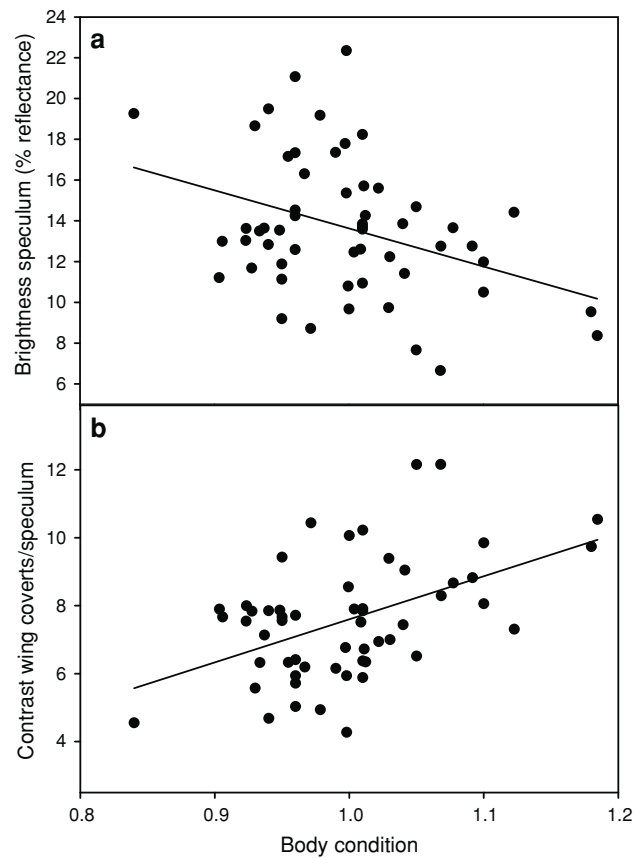 a
24
22
20
18
16
14
12
10
8
6
Brightness speculum (% reflectance)
b
12
10
8
6
4
Contrast wing coverts/speculum
0.8 0.9 1.0 1.1 1.2
Body condition